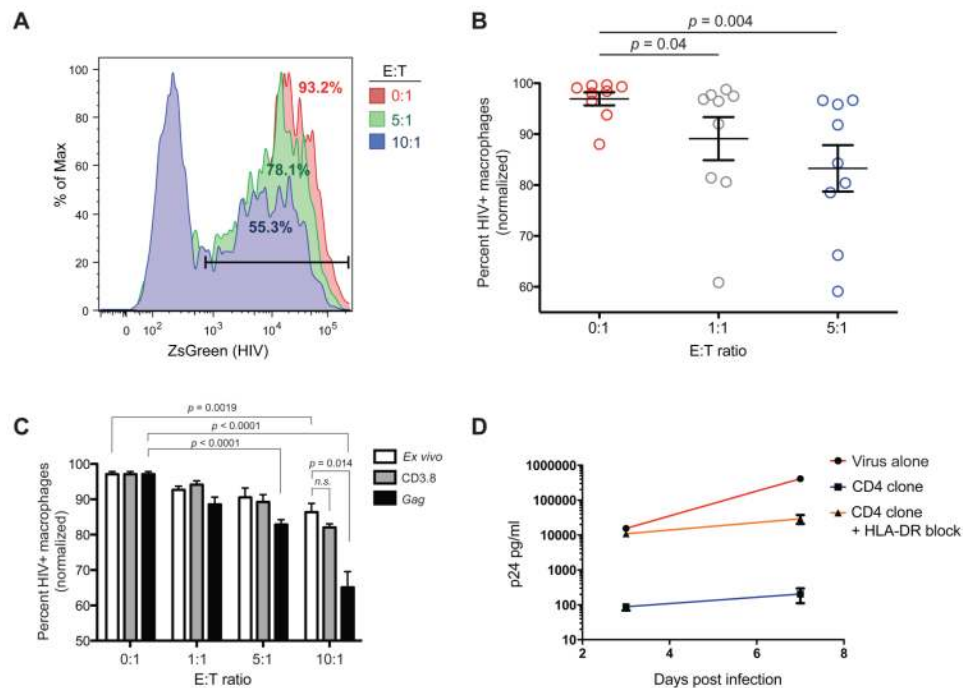 A
E:T
0:1
5:1
10:1
93.2%
78.1%
55.3%
% of Max
100
80
60
40
20
0
0 10² 10³ 10⁴ 10⁵
ZsGreen (HIV)
B
p = 0.004
p = 0.04
Percent HIV+ macrophages
(normalized)
100
90
80
70
60
0:1 1:1 5:1
E:T ratio
C
p = 0.0019
p < 0.0001
p < 0.0001
p = 0.014
n.s.
Ex vivo
CD3.8
Gag
Percent HIV+ macrophages
(normalized)
100
90
80
70
60
50
0:1 1:1 5:1 10:1
E:T ratio
D
p24 pg/ml
1000000
100000
10000
1000
100
10
2 4 6 8
Days post infection
Virus alone
CD4 clone
CD4 clone
+ HLA-DR block